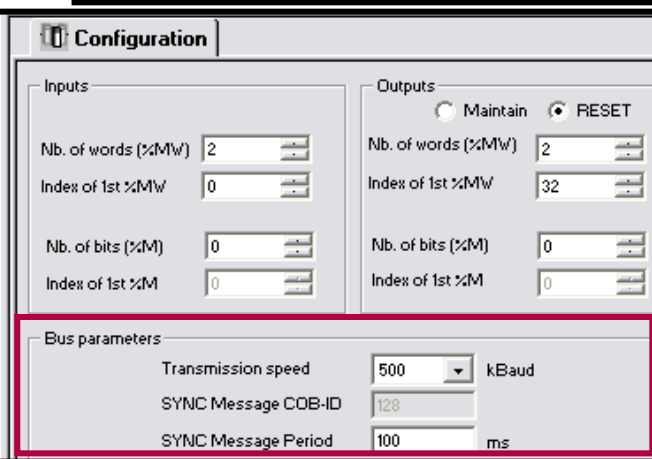 Configuration
Inputs
Nb. of words (%MW) 2
Index of 1st %MW 0
Nb. of bits (%M) 0
Index of 1st %M 0
Outputs
Maintain RESET
Nb. of words (%MW) 2
Index of 1st %MW 32
Nb. of bits (%M) 0
Index of 1st %M 0
Bus parameters
Transmission speed 500 kBaud
SYNC Message COB-ID 128
SYNC Message Period 100 ms